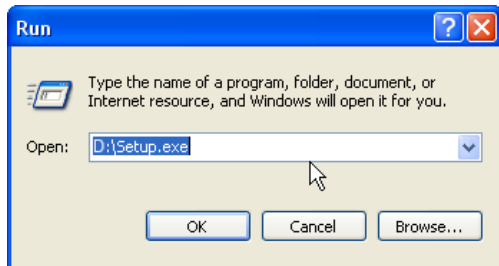 Run
Type the name of a program, folder, document, or
Internet resource, and Windows will open it for you.
Open: D:\Setup.exe
OK Cancel Browse...